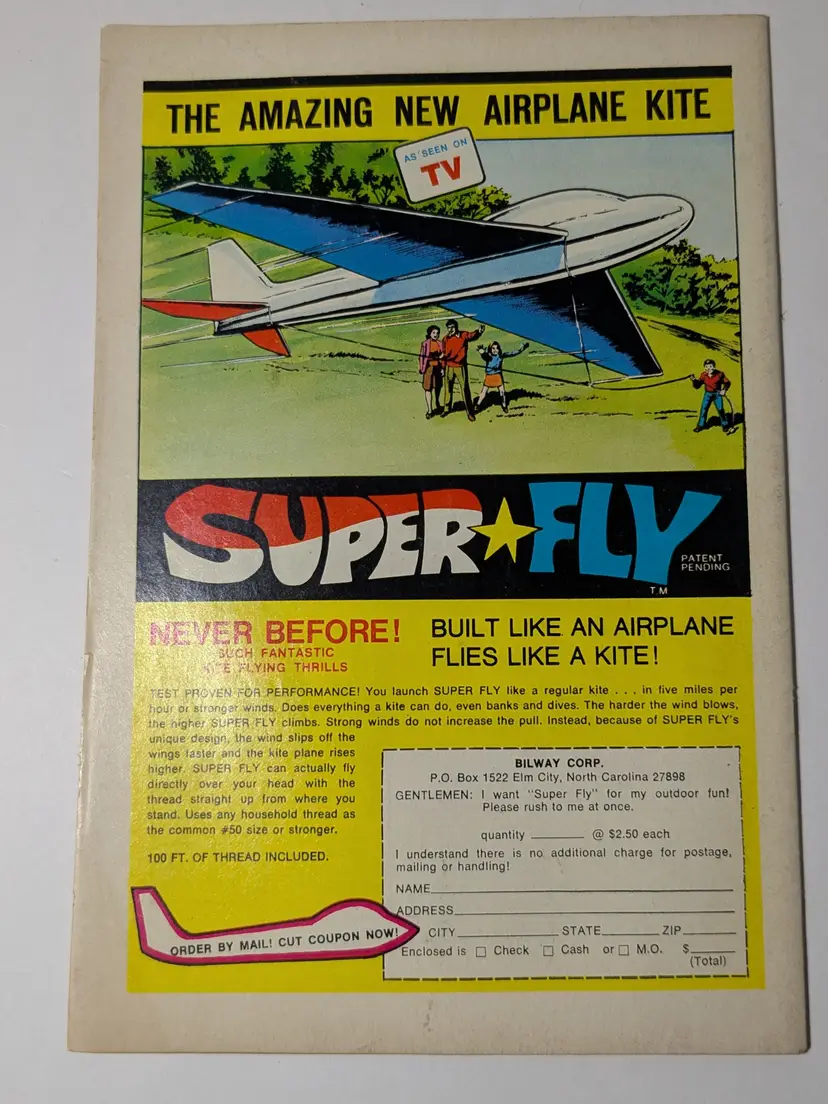 THE AMAZING NEW AIRPLANE KITE
AS SEEN ON
TV
SUPER★FLY
PATENT
PENDING
TM
NEVER BEFORE!
SUCH FANTASTIC
KITE FLYING THRILLS
BUILT LIKE AN AIRPLANE
FLIES LIKE A KITE!
TEST PROVEN FOR PERFORMANCE! You launch SUPER FLY like a regular kite . . . in five miles per
hour or stronger winds. Does everything a kite can do, even banks and dives. The harder the wind blows,
the higher SUPER FLY climbs. Strong winds do not increase the pull. Instead, because of SUPER FLY's
unique design, the wind slips off the
wings faster and the kite plane rises
higher. SUPER FLY can actually fly
directly over your head with the
thread straight up from where you
stand. Uses any household thread as
the common #50 size or stronger.
100 FT. OF THREAD INCLUDED.
ORDER BY MAIL! CUT COUPON NOW!
BILWAY CORP.
P.O. Box 1522 Elm City, North Carolina 27898
GENTLEMEN: I want "Super Fly" for my outdoor fun!
Please rush to me at once.
quantity ________ @ $2.50 each
I understand there is no additional charge for postage,
mailing or handling!
NAME
ADDRESS
CITY STATE ZIP
Enclosed is □ Check □ Cash or □ M.O. $
(Total)